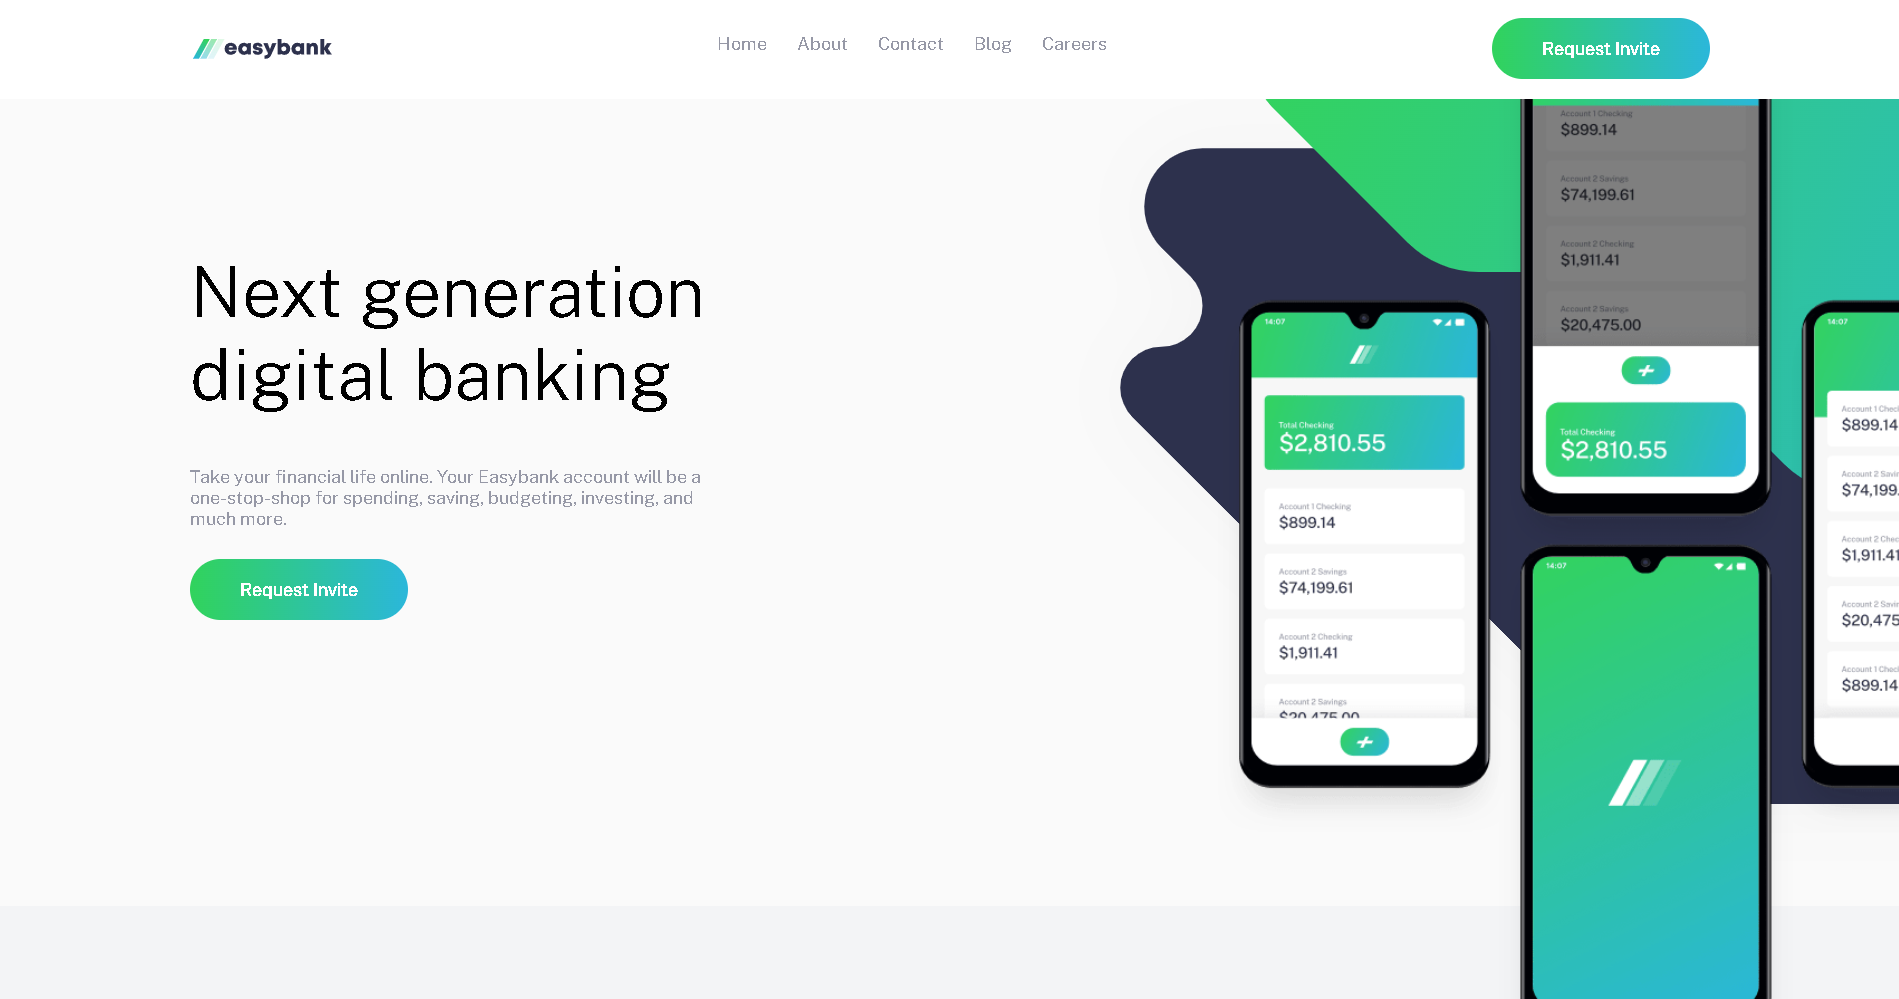 easybank
Home About Contact Blog Careers
Request Invite
Next generation
digital banking
Take your financial life online. Your Easybank account will be a
one-stop-shop for spending, saving, budgeting, investing, and
much more.
Request Invite
14:07
Total Checking
$2,810.55
Account 1 Checking
$899.14
Account 2 Savings
$74,199.61
Account 2 Checking
$1,911.41
Account 2 Savings
$20,475.00
Account 1 Checking
$899.14
Account 2 Savings
$74,199.61
Account 2 Checking
$1,911.41
Account 2 Savings
$20,475.00
Total Checking
$2,810.55
14:07
14:07
Account 1 Chec
$899.14
Account 2 Savin
$74,199.
Account 2 Chec
$1,911.41
Account 2 Savin
$20,475
Account 1 Chec
$899.14